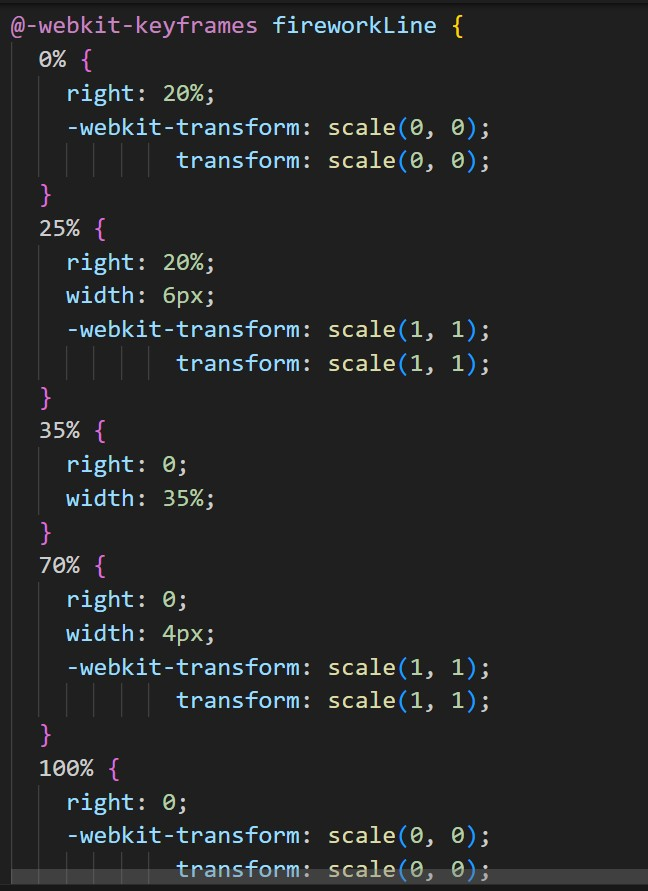 @-webkit-keyframes fireworkLine {
  0% {
    right: 20%;
    -webkit-transform: scale(0, 0);
            transform: scale(0, 0);
  }
  25% {
    right: 20%;
    width: 6px;
    -webkit-transform: scale(1, 1);
            transform: scale(1, 1);
  }
  35% {
    right: 0;
    width: 35%;
  }
  70% {
    right: 0;
    width: 4px;
    -webkit-transform: scale(1, 1);
            transform: scale(1, 1);
  }
  100% {
    right: 0;
    -webkit-transform: scale(0, 0);
            transform: scale(0, 0);